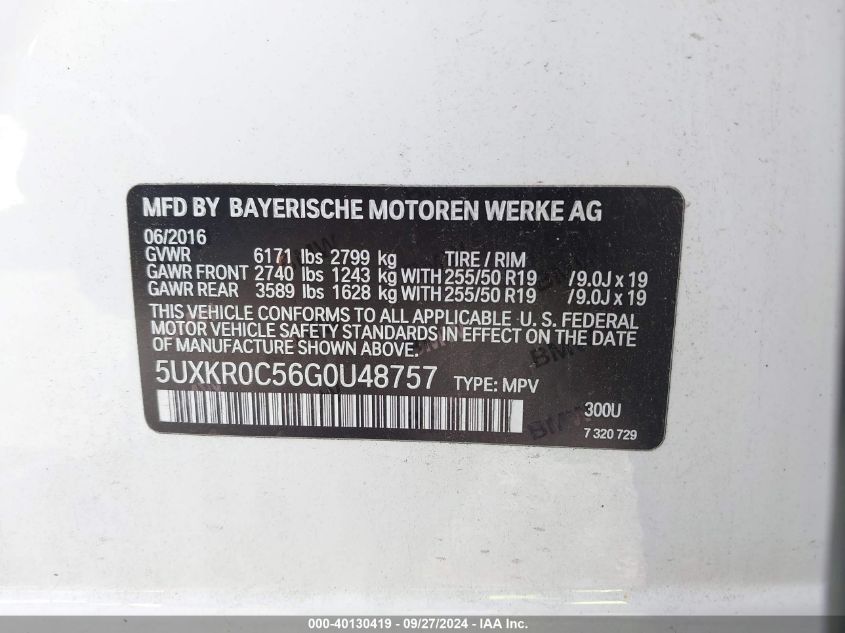 MFD BY BAYERISCHE MOTOREN WERKE AG
06/2016
GVWR 6171 lbs 2799 kg TIRE / RIM
GAWR FRONT 2740 lbs 1243 kg WITH 255/50 R19 /9.0J x 19
GAWR REAR 3589 lbs 1628 kg WITH 255/50 R19 /9.0J x 19
THIS VEHICLE CONFORMS TO ALL APPLICABLE U. S. FEDERAL
MOTOR VEHICLE SAFETY STANDARDS IN EFFECT ON THE DATE
OF MANUFACTURE SHOWN ABOVE.
5UXKR0C56G0U48757 TYPE: MPV
300U
7 320 729
000-40130419 - 09/27/2024 - IAA Inc.